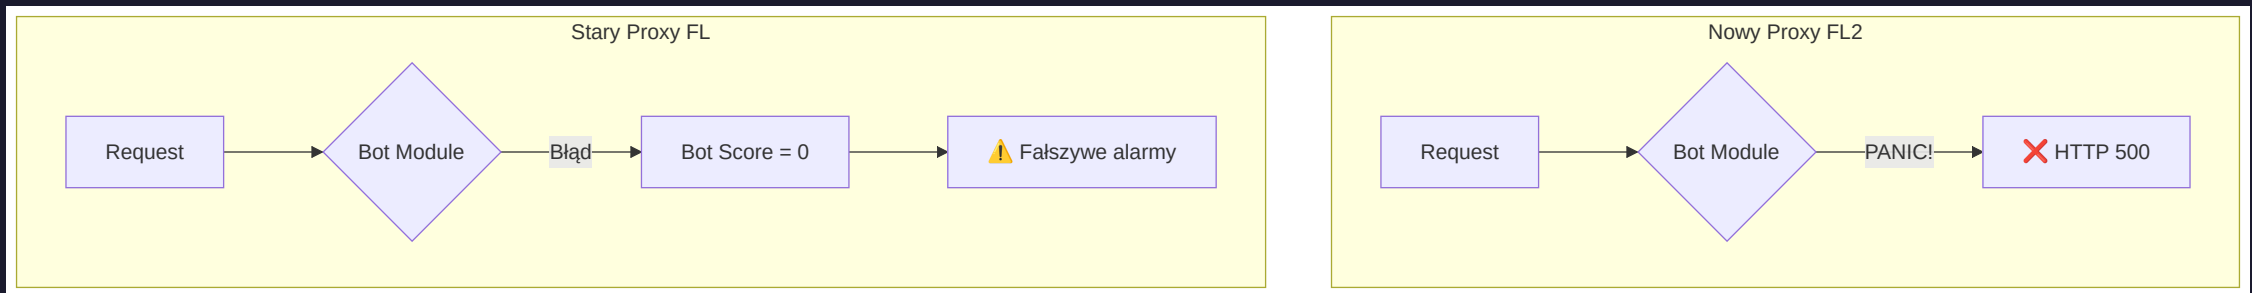 Stary Proxy FL
Request
Bot Module
Błąd
Bot Score = 0
⚠️ Fałszywe alarmy
Nowy Proxy FL2
Request
Bot Module
PANIC!
❌ HTTP 500